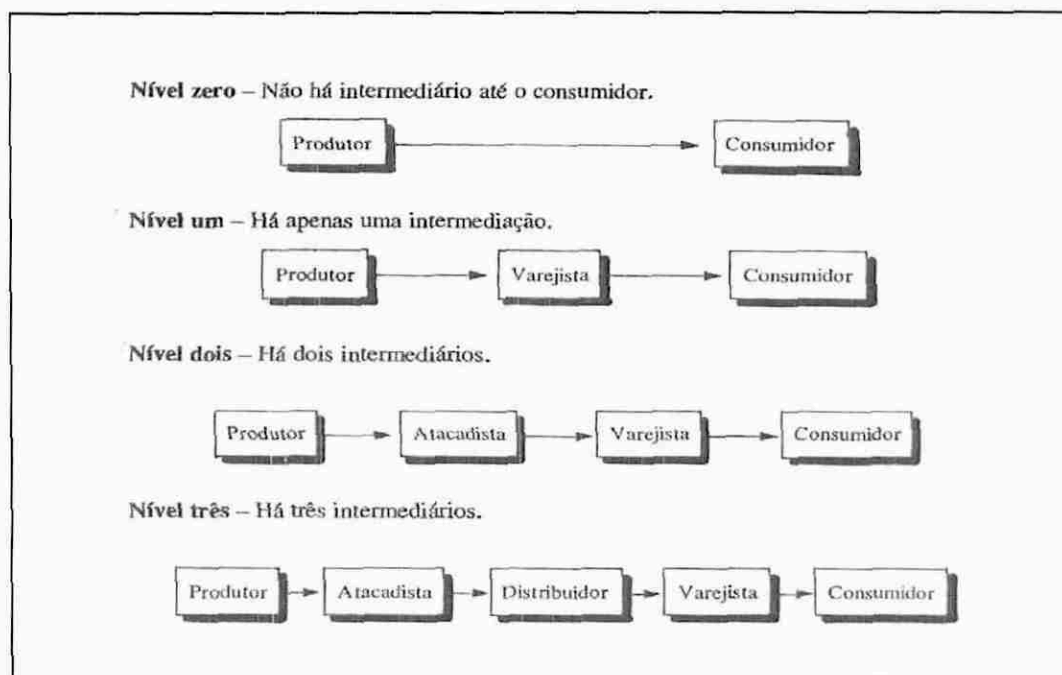 Nível zero – Não há intermediário até o consumidor.
Produtor Consumidor
Nível um – Há apenas uma intermediação.
Produtor Varejista Consumidor
Nível dois – Há dois intermediários.
Produtor Atacadista Varejista Consumidor
Nível três – Há três intermediários.
Produtor Atacadista Distribuidor Varejista Consumidor